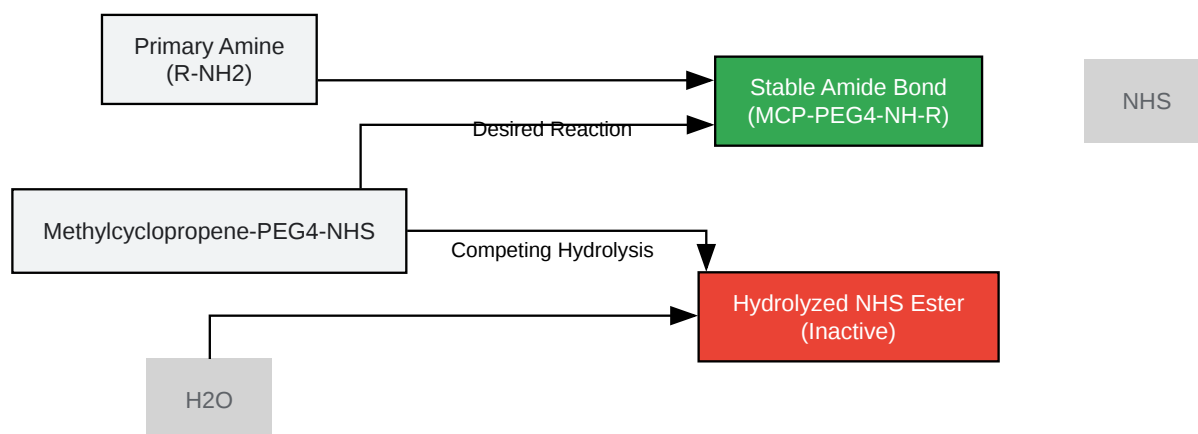 Primary Amine
(R-NH2)
Stable Amide Bond
(MCP-PEG4-NH-R)
NHS
Desired Reaction
Methylcyclopropene-PEG4-NHS
Competing Hydrolysis
Hydrolyzed NHS Ester
(Inactive)
H2O